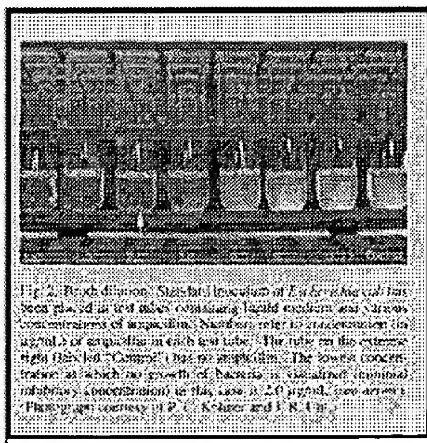 Fig 2. Broth dilution. Standard inoculum of Escherichia coli has
been placed in test tubes containing liquid medium and various
concentrations of ampicillin. Numbers refer to concentration (in
μg/mL) of ampicillin in each test tube. The tube on the extreme
right (labeled "Control") has no ampicillin. The lowest concen-
tration at which no growth of bacteria is visualized (minimal
inhibitory concentration) in this case is 2.0 μg/mL (see arrow).
Photograph courtesy of P. C. and